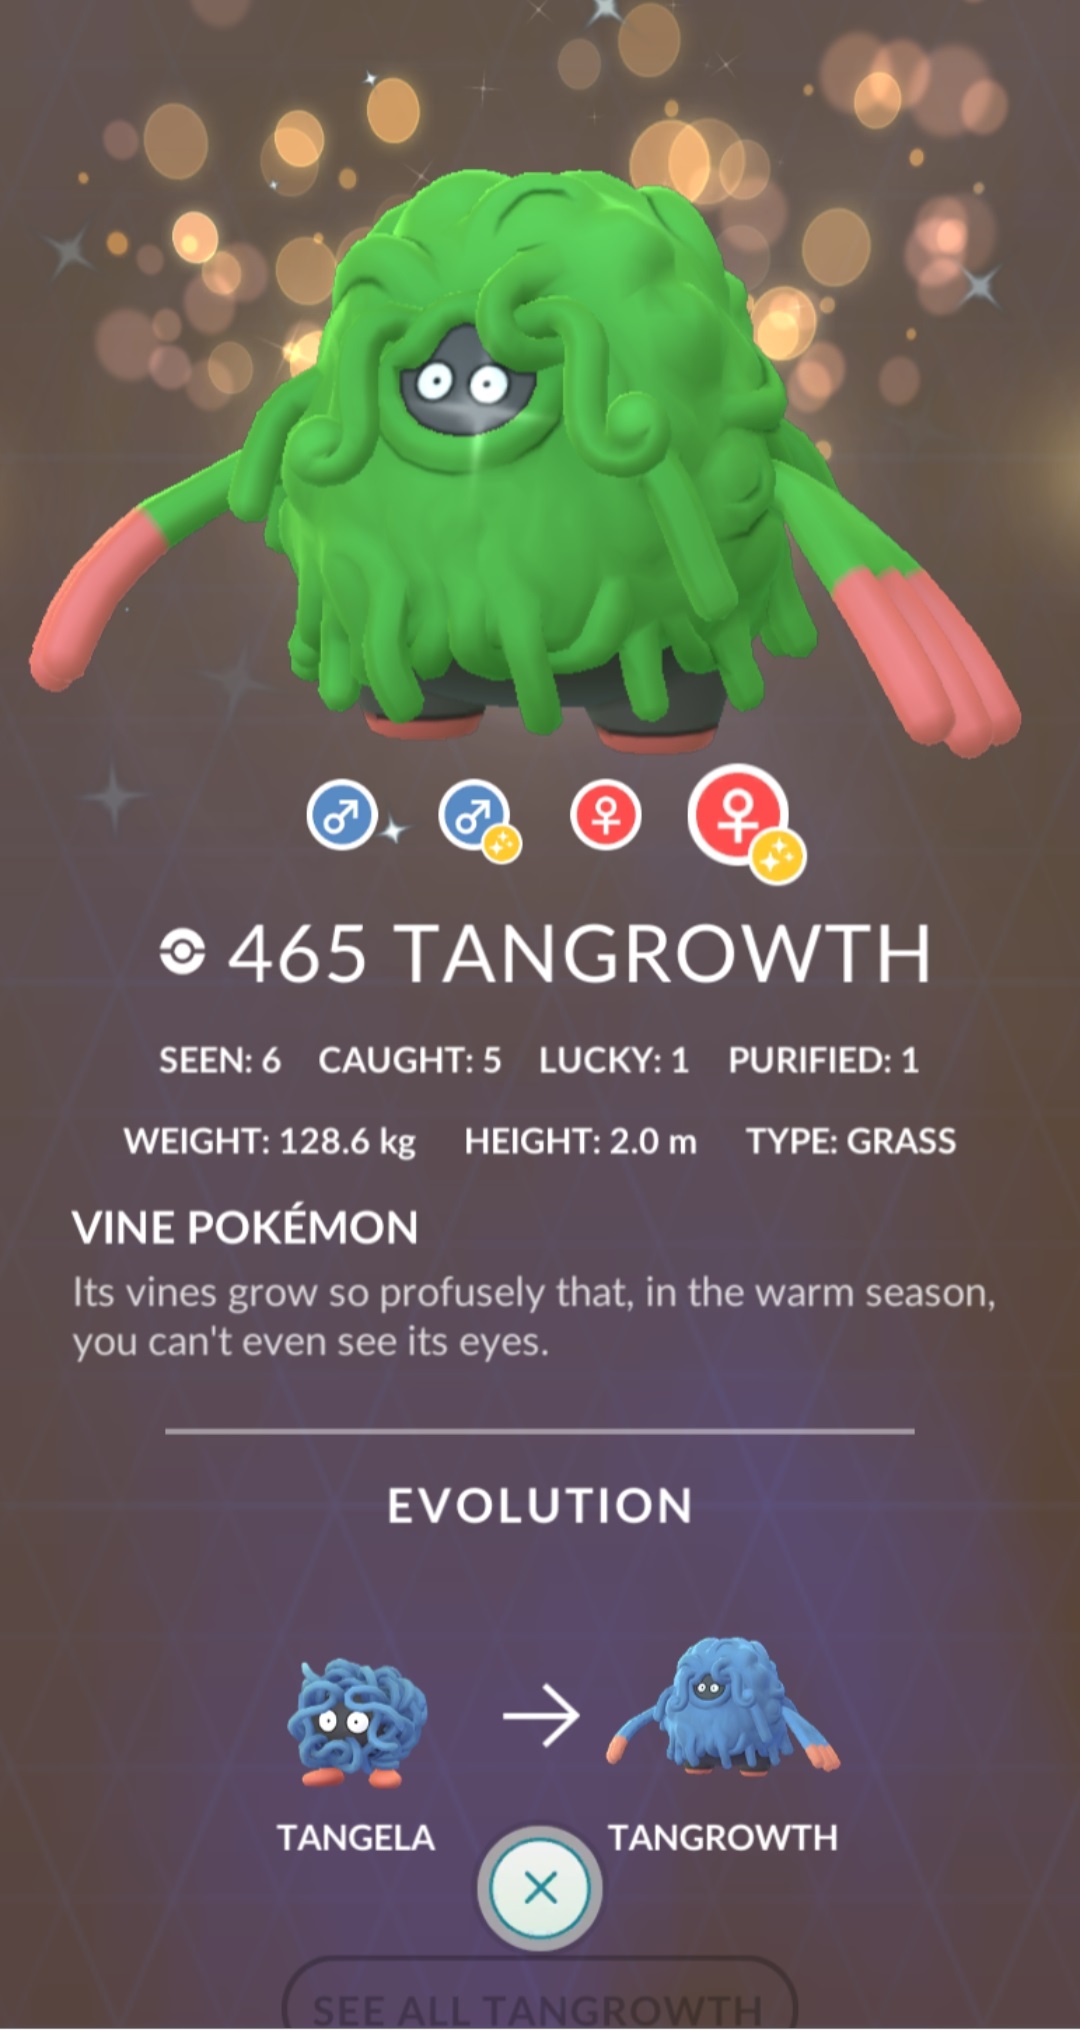 465 TANGROWTH
SEEN: 6 CAUGHT: 5 LUCKY: 1 PURIFIED: 1
WEIGHT: 128.6 kg HEIGHT: 2.0 m TYPE: GRASS
VINE POKÉMON
Its vines grow so profusely that, in the warm season,
you can't even see its eyes.
EVOLUTION
TANGELA TANGROWTH
SEE ALL TANGROWTH